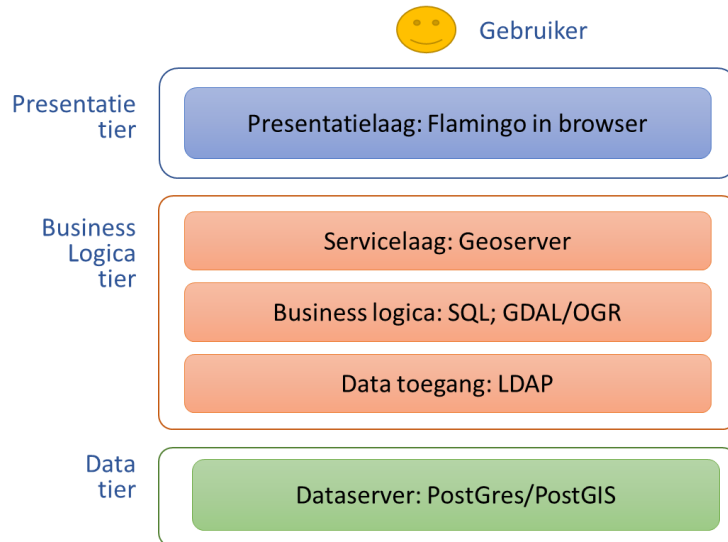 Gebruiker
Presentatie
tier
Presentatielaag: Flamingo in browser
Business
Logica
tier
Servicelaag: Geoserver
Business logica: SQL; GDAL/OGR
Data toegang: LDAP
Data
tier
Dataserver: PostGres/PostGIS